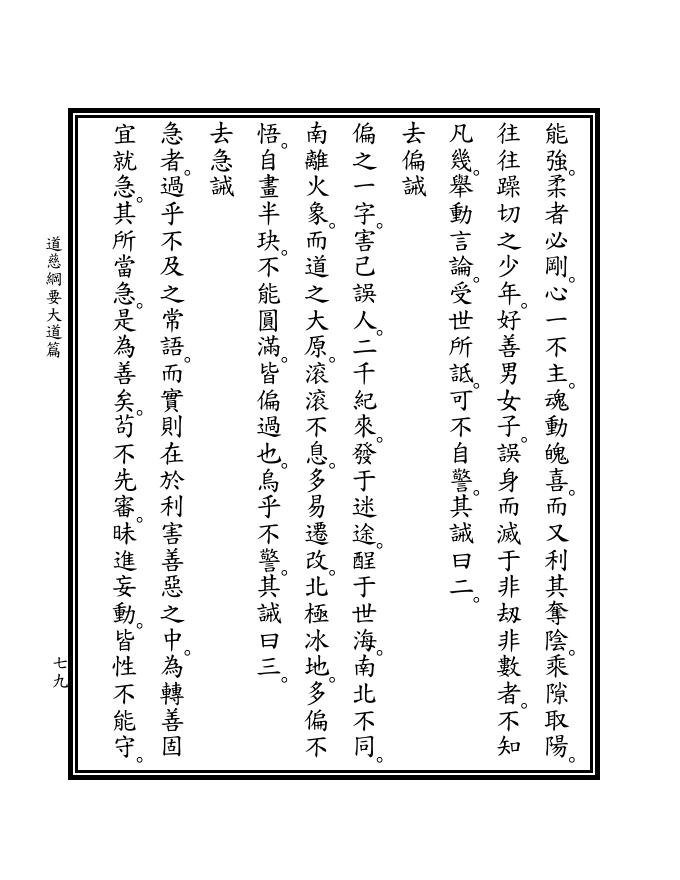 能強。柔者必剛。心一不主。魂動魄喜。而又利其奪陰。乘隙取陽。
往往躁切之少年。好善男女子。誤身而滅于非刼非數者。不知
凡幾。舉動言論。受世所詆。可不自警。其誡曰二。
去偏誡
偏之一字。害己誤人。二千紀來。發于迷途。酲于世海。南北不同。
南離火象。而道之大原。滚滚不息。多易遷改。北極冰地。多偏不
悟。自畫半玦。不能圓滿。皆偏過也。烏乎不警。其誡曰三。
去急誡
急者。過乎不及之常語。而實則在於利害善惡之中。為轉善固
宜就急。其所當急。是為善矣。茍不先審。昧進妄動。皆性不能守。
道慈綱要大道篇
七九